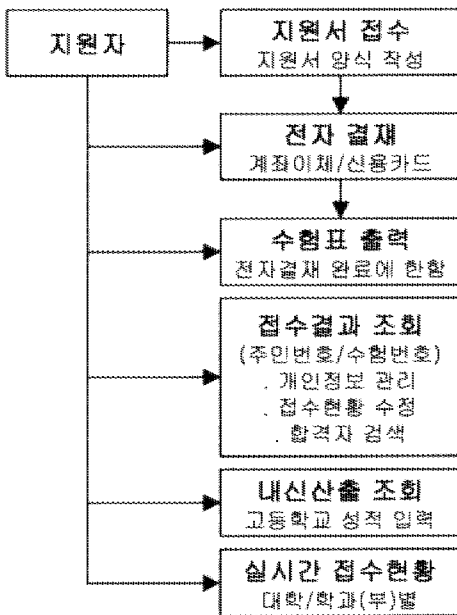 지원자
지원서 접수
지원서 양식 작성
전자 결재
계좌이체/신용카드
수험표 출력
전자결재 완료에 한함
접수결과 조회
(주민번호/수험번호)
. 개인정보 관리
. 접수현황 수정
. 합격자 검색
내신산출 조회
고등학교 성적 입력
실시간 접수현황
대학/학과(부)별